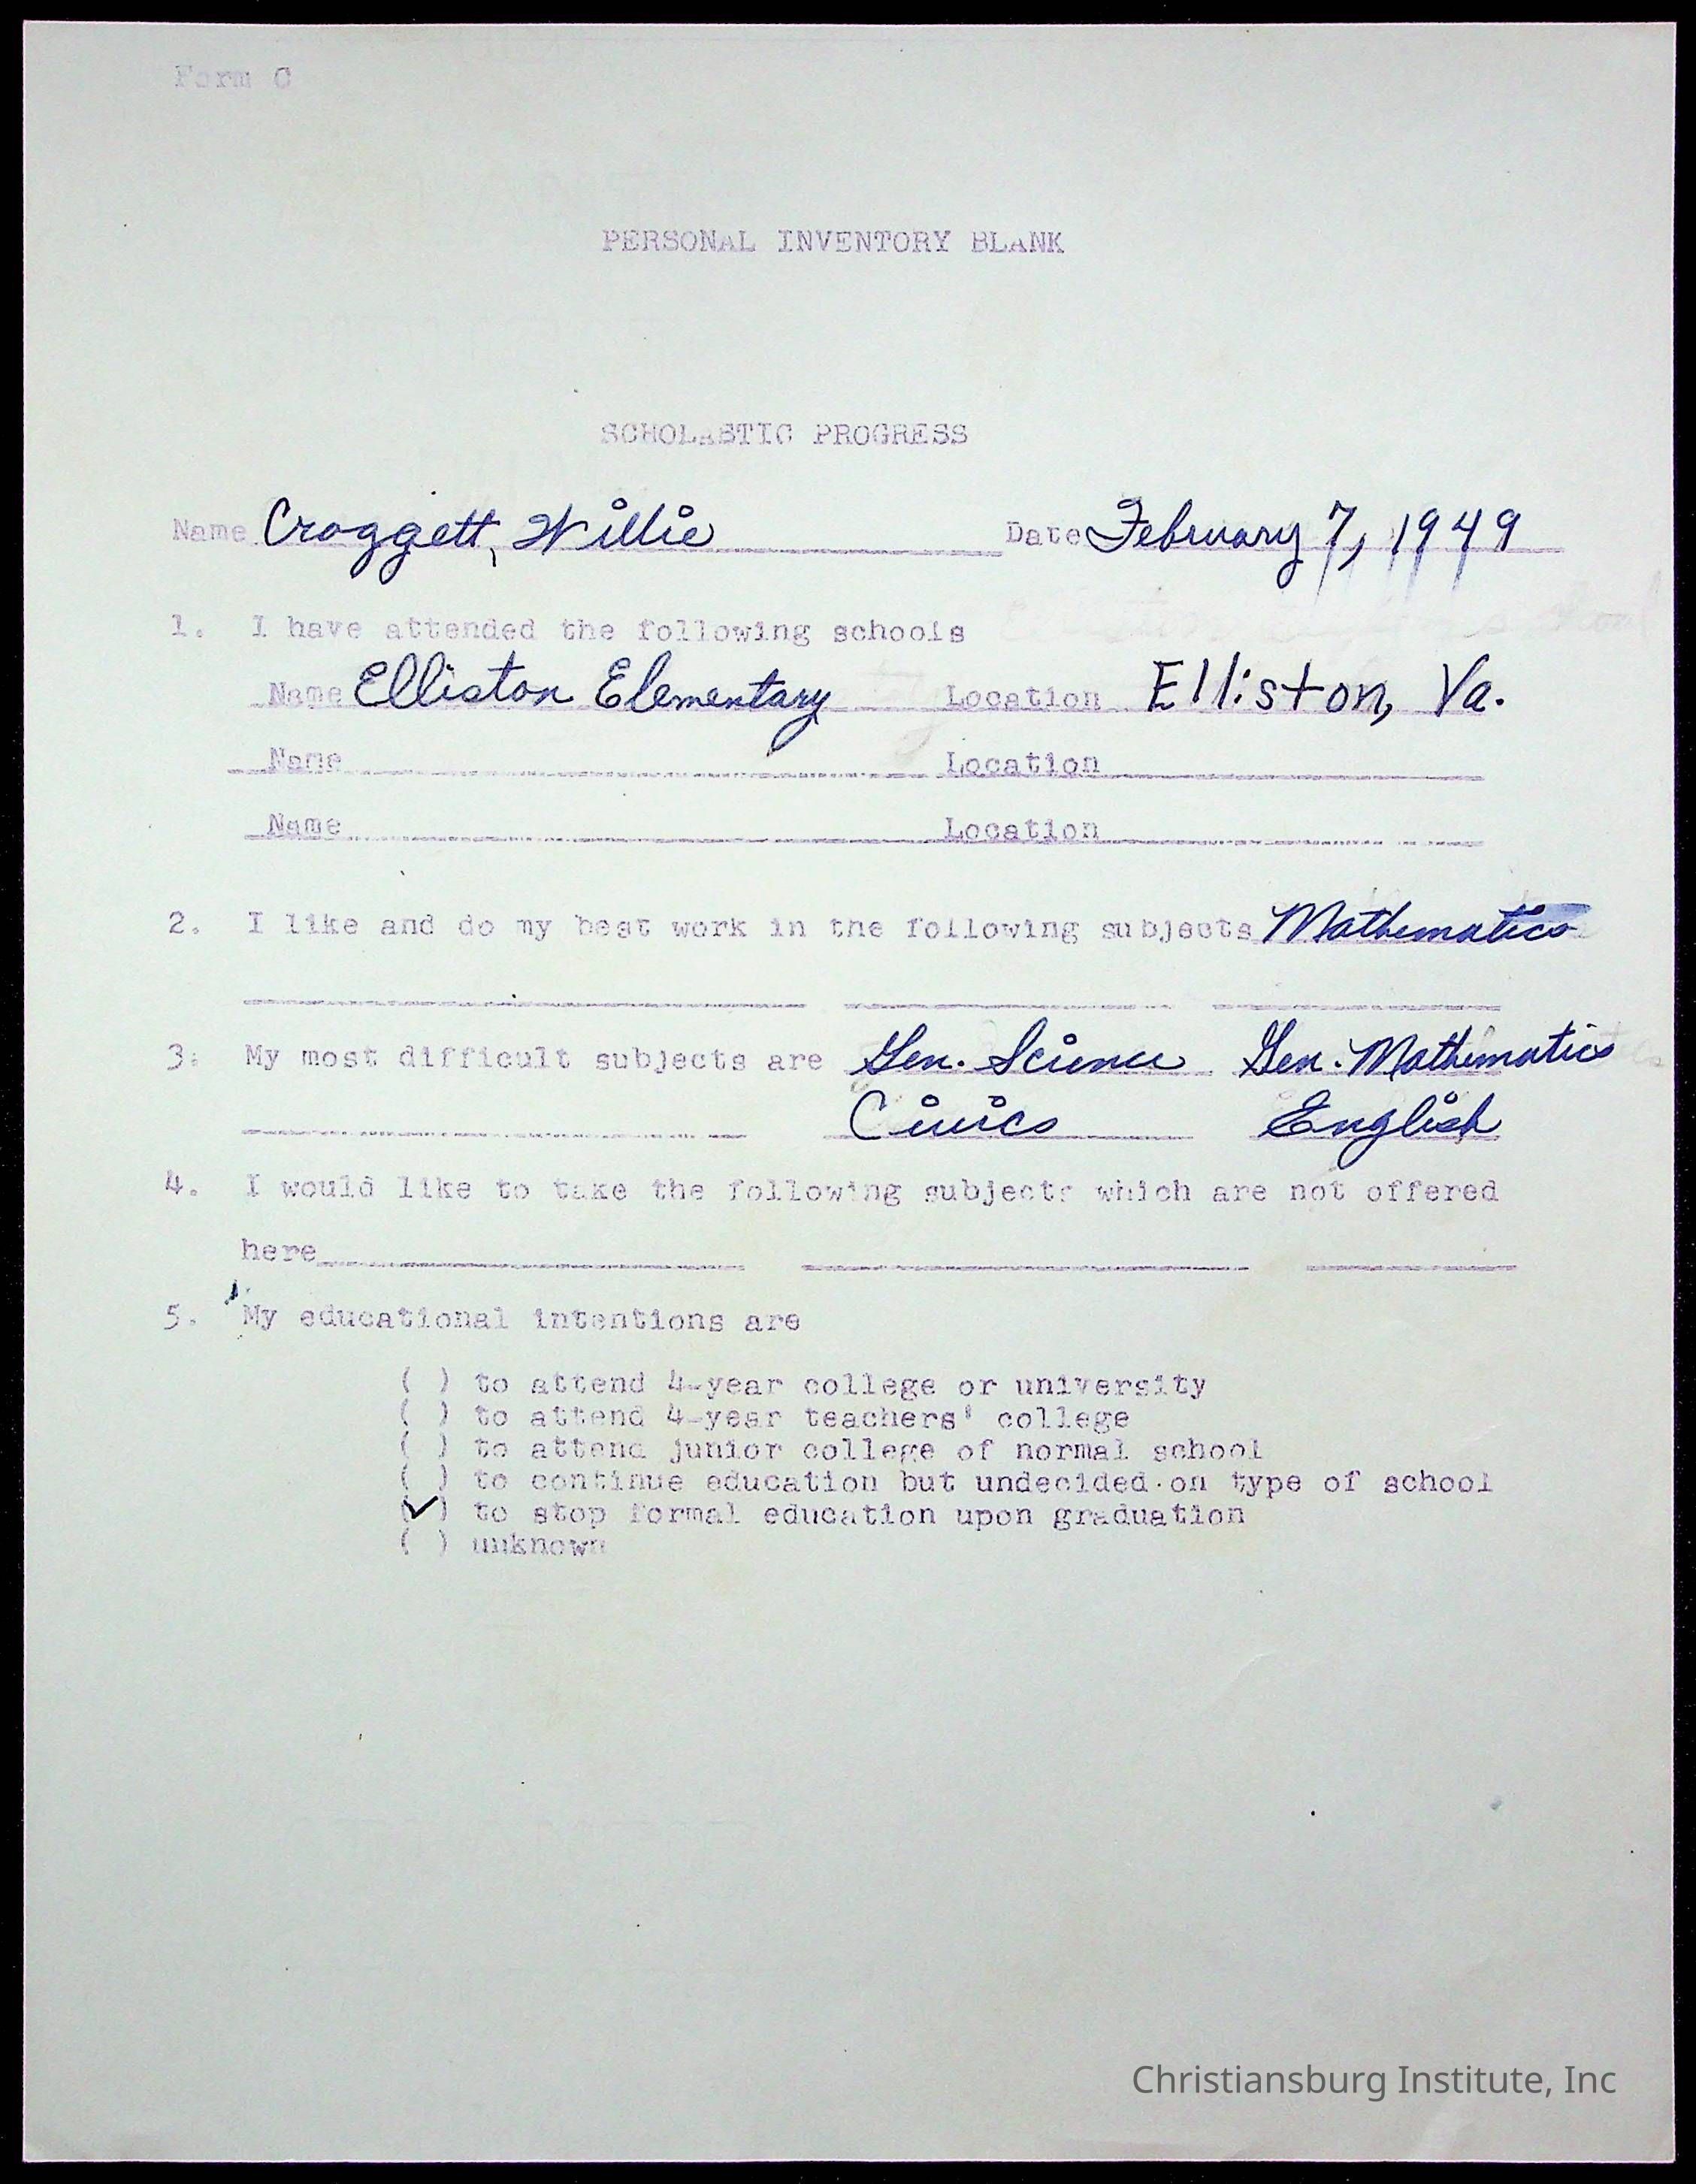 Form C
PERSONAL INVENTORY BLANK
SCHOLASTIC PROGRESS
Name Croggett, Willie Date February 7, 1949
1. I have attended the following schools
Name Elliston Elementary Location Elliston, Va.
Name Location
Name Location
2. I like and do my best work in the following subjects Mathematics
3. My most difficult subjects are Gen. Science Gen. Mathematics
Civics English
4. I would like to take the following subjects which are not offered
here
5. My educational intentions are
( ) to attend 4-year college or university
( ) to attend 4-year teachers' college
( ) to attend junior college of normal school
( ) to continue education but undecided on type of school
(✓) to stop formal education upon graduation
( ) unknown
Christiansburg Institute, Inc